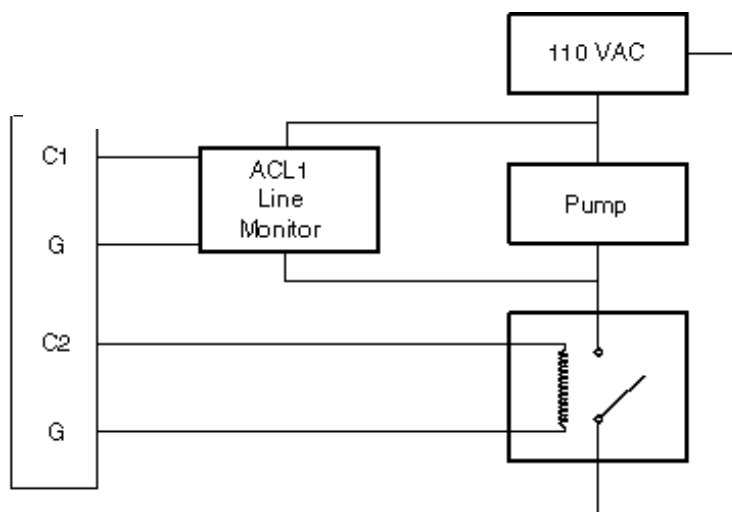 110 VAC
C1
ACL1
Line
Monitor
Pump
G
C2
G